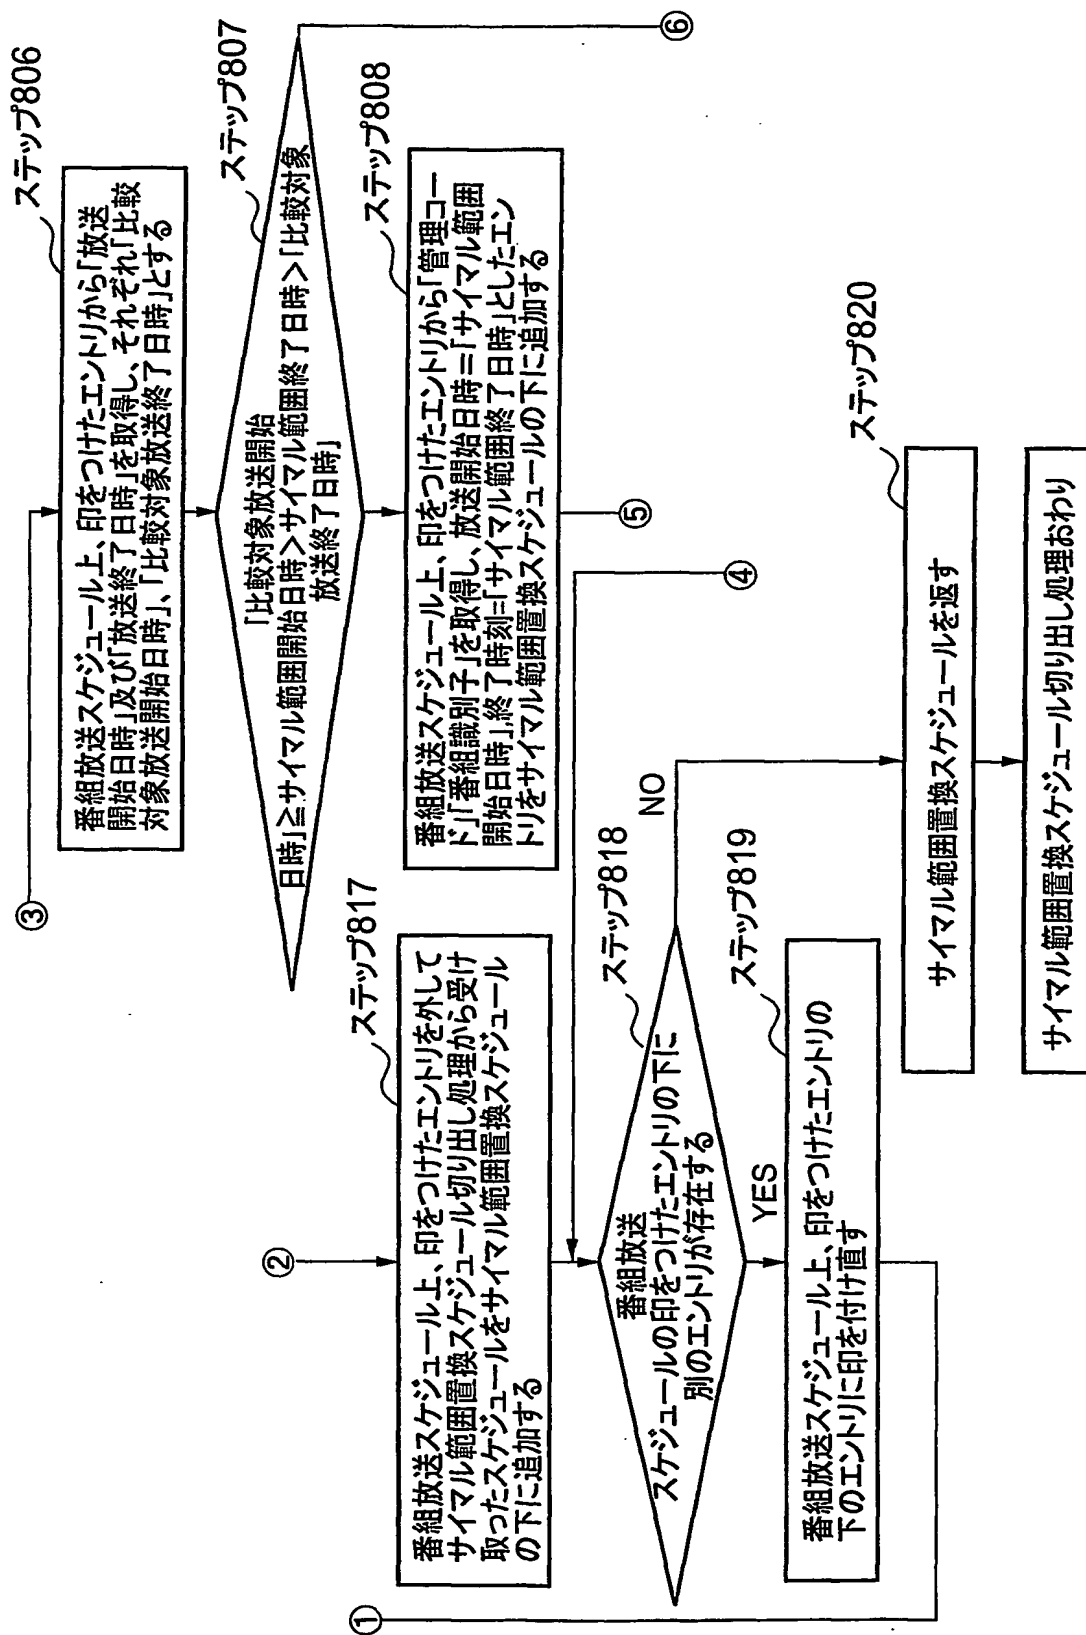 ③
ステップ806
番組放送スケジュール上、印をつけたエントリから「放送
開始日時」及び「放送終了日時」を取得し、それぞれ「比較
対象放送開始日時」、「比較対象放送終了日時」とする
ステップ807
「比較対象放送開始
日時」≧サイマル範囲開始日時>サイマル範囲終了日時>「比較対象
放送終了日時」
⑥
ステップ808
番組放送スケジュール上、印をつけたエントリから「管理コー
ド」「番組識別子」を取得し、放送開始日時=「サイマル範囲
開始日時」,終了時刻=「サイマル範囲終了日時」としたエン
トリをサイマル範囲置換スケジュールの下に追加する
⑤
④
②
ステップ817
番組放送スケジュール上、印をつけたエントリを外して
サイマル範囲置換スケジュール切り出し処理から受け
取ったスケジュールをサイマル範囲置換スケジュール
の下に追加する
ステップ818
番組放送
スケジュールの印をつけたエントリの下に
別のエントリが存在する
NO
YES
ステップ819
番組放送スケジュール上、印をつけたエントリの
下のエントリに印を付け直す
①
ステップ820
サイマル範囲置換スケジュールを返す
サイマル範囲置換スケジュール切り出し処理おわり